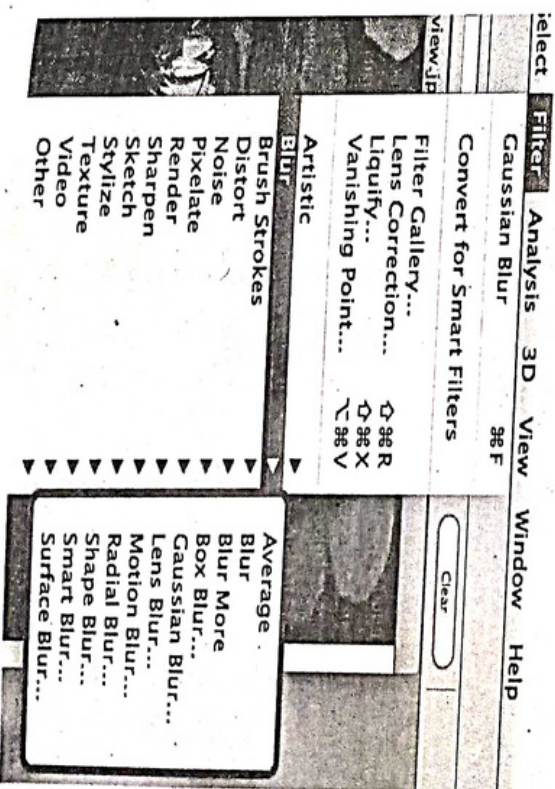 elect Filter Analysis 3D View Window Help
Gaussian Blur ⌘F
Convert for Smart Filters
Filter Gallery...
Lens Correction... ⇧⌘R
Liquify... ⇧⌘X
Vanishing Point... ⌥⌘V
Artistic
Blur
Brush Strokes
Distort
Noise
Pixelate
Render
Sharpen
Sketch
Stylize
Texture
Video
Other
view.jp
Clear
Average
Blur
Blur More
Box Blur...
Gaussian Blur...
Lens Blur...
Motion Blur...
Radial Blur...
Shape Blur...
Smart Blur...
Surface Blur...